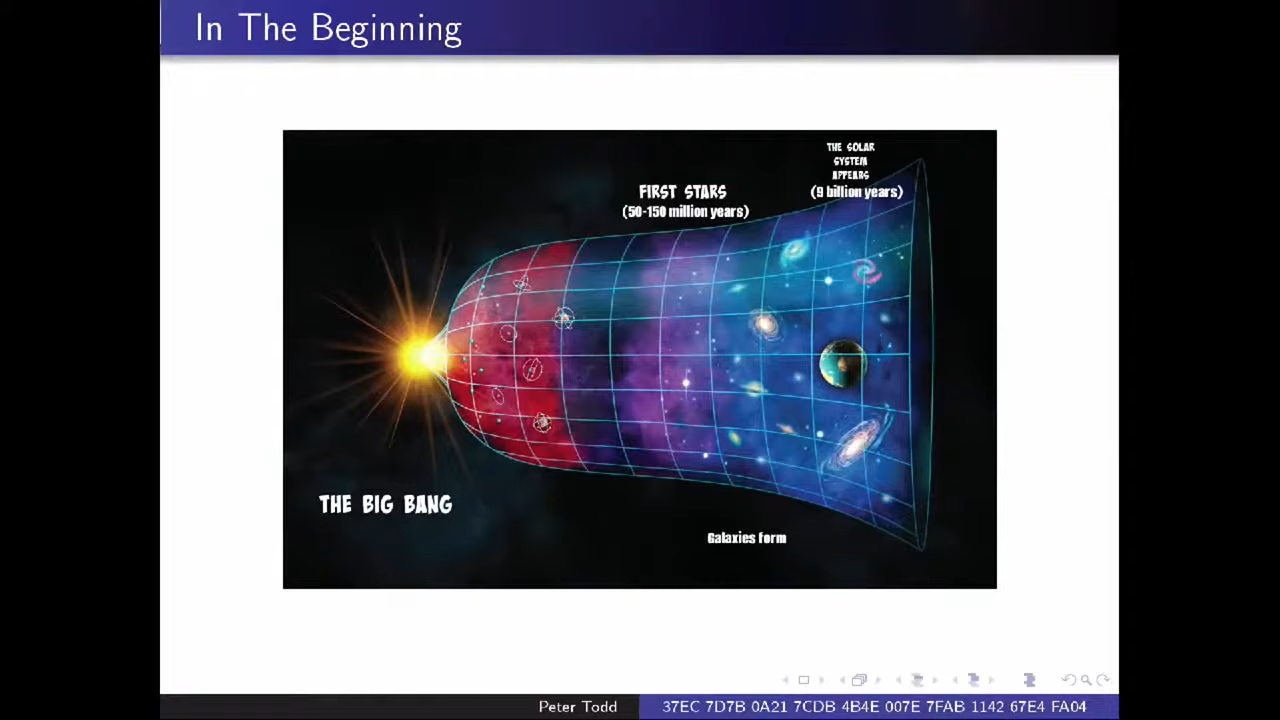 In The Beginning
THE SOLAR
SYSTEM
APPEARS
(9 billion years)
FIRST STARS
(50-150 million years)
THE BIG BANG
Galaxies form
Peter Todd
37EC 7D7B 0A21 7CDB 4B4E 007E 7FAB 1142 67E4 FA04